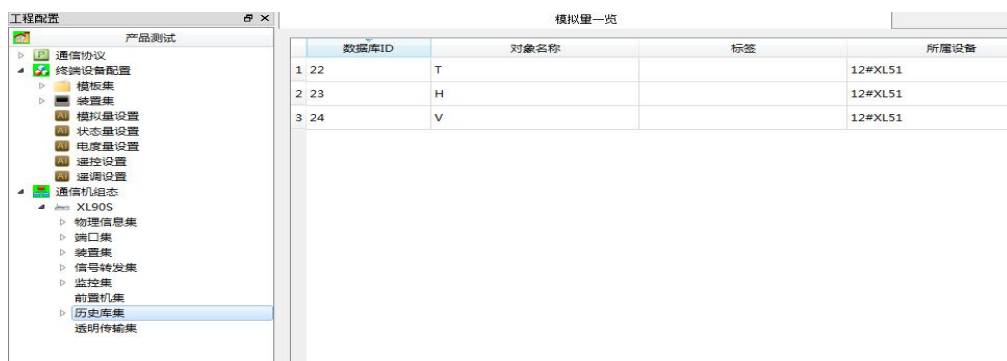 工程配置
产品测试
通信协议
终端设备配置
模板集
装置集
模拟量设置
状态量设置
电度量设置
遥控设置
遥调设置
通信机组态
XL90S
物理信息集
端口集
装置集
信号转发集
监控集
前置机集
历史库集
透明传输集
模拟量一览
数据库ID 对象名称 标签 所属设备
1 22 T 12#XL51
2 23 H 12#XL51
3 24 V 12#XL51